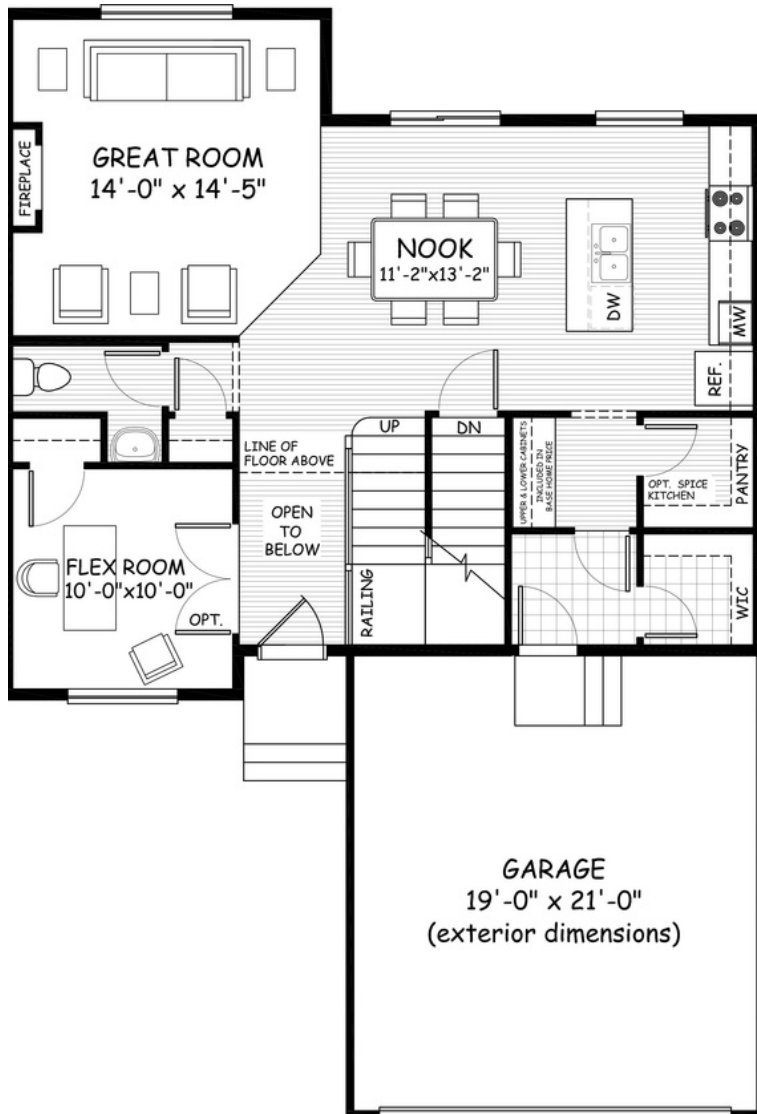 GREAT ROOM
14'-0" x 14'-5"
FIREPLACE
NOOK
11'-2"x13'-2"
DW
MW
REF.
UP
DN
LINE OF
FLOOR ABOVE
OPEN
TO
BELOW
RAILING
UPPER & LOWER CABINETS
INCLUDED IN
BASE HOME PRICE
OPT. SPICE
KITCHEN
PANTRY
FLEX ROOM
10'-0"x10'-0"
OPT.
WIC
GARAGE
19'-0" x 21'-0"
(exterior dimensions)